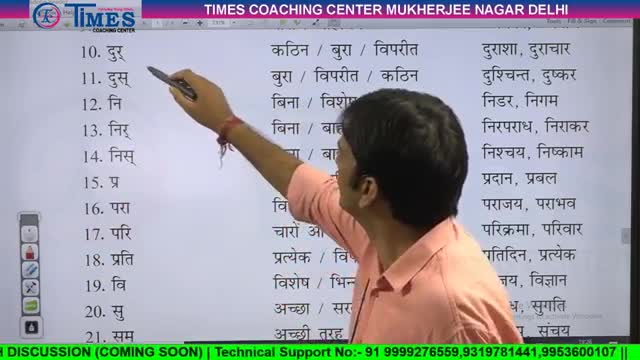 TIMES
COACHING CENTER
TIMES COACHING CENTER MUKHERJEE NAGAR DELHI
10. दुर् कठिन / बुरा / विपरीत दुराशा, दुराचार
11. दुस् बुरा / विपरीत / कठिन दुश्चिन्त, दुष्कर
12. नि बिना / विशेष निडर, निगम
13. निर् बिना / निरपराध, निराकर
14. निस् बिना / निश्चय, निष्काम
15. प्र प्रदान, प्रबल
16. परा पराजय, पराभव
17. परि चारों परिक्रमा, परिवार
18. प्रति प्रत्येक / प्रतिदिन, प्रत्येक
19. वि विशेष / विज्ञान
20. सु अच्छा / सुगति
21. सम अच्छी तरह संचय
DISCUSSION (COMING SOON) | Technical Support No:- 91 9999276559,9319781441,9953600107 ||